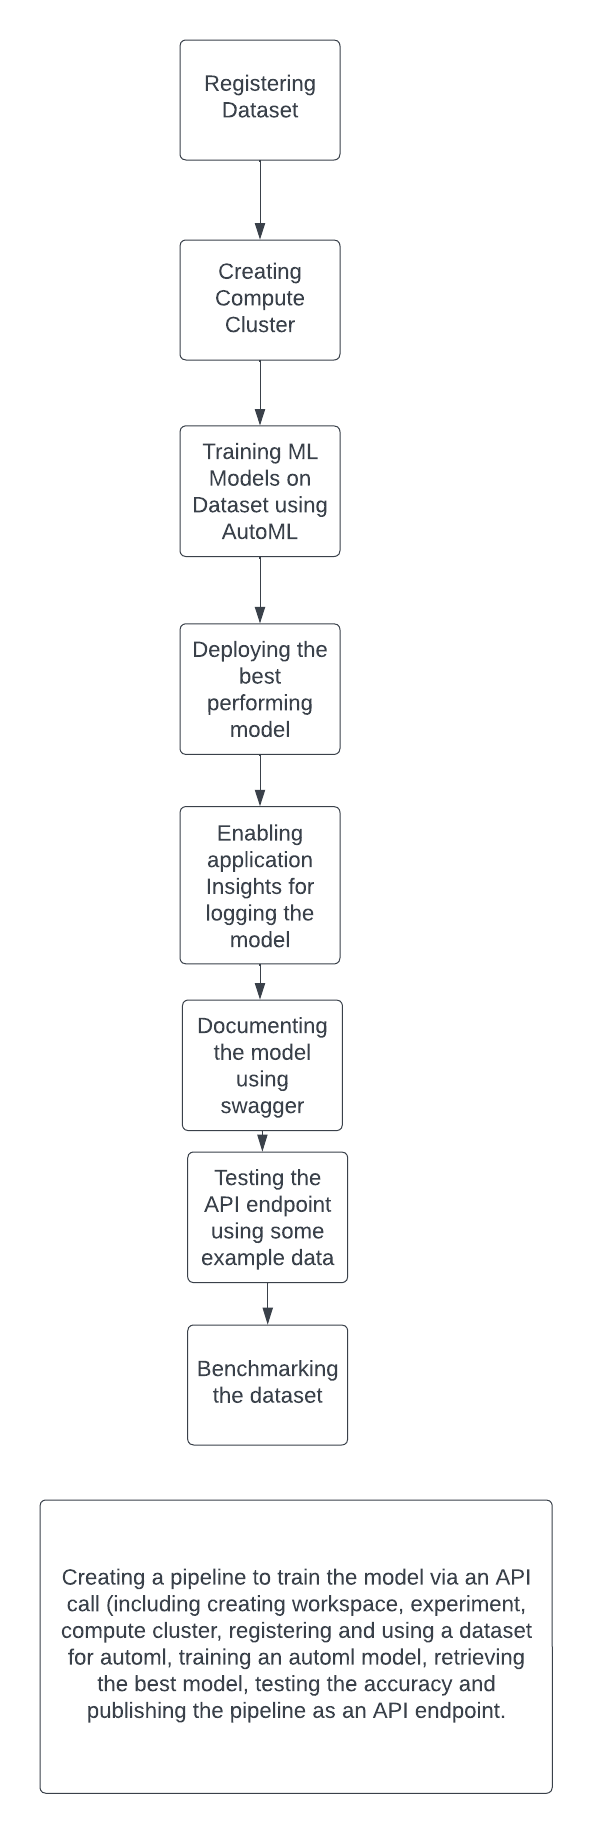 Registering
Dataset
Creating
Compute
Cluster
Training ML
Models on
Dataset using
AutoML
Deploying the
best
performing
model
Enabling
application
Insights for
logging the
model
Documenting
the model
using
swagger
Testing the
API endpoint
using some
example data
Benchmarking
the dataset
Creating a pipeline to train the model via an API
call (including creating workspace, experiment,
compute cluster, registering and using a dataset
for automl, training an automl model, retrieving
the best model, testing the accuracy and
publishing the pipeline as an API endpoint.